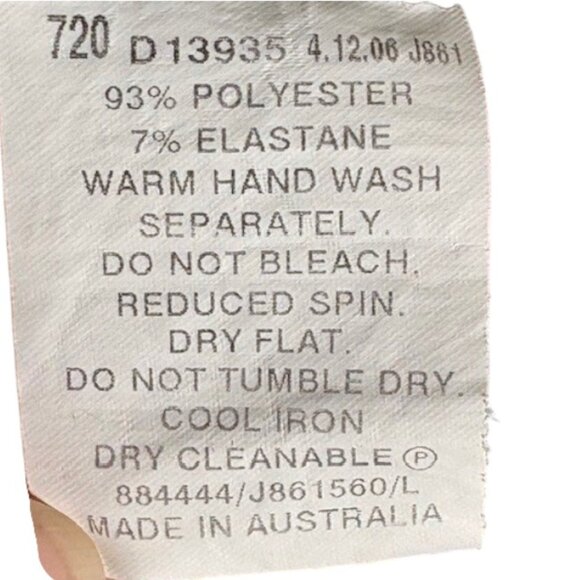 720 D13935 4.12.06 J861
93% POLYESTER
7% ELASTANE
WARM HAND WASH
SEPARATELY.
DO NOT BLEACH.
REDUCED SPIN.
DRY FLAT.
DO NOT TUMBLE DRY.
COOL IRON
DRY CLEANABLE Ⓟ
884444/J861560/L
MADE IN AUSTRALIA